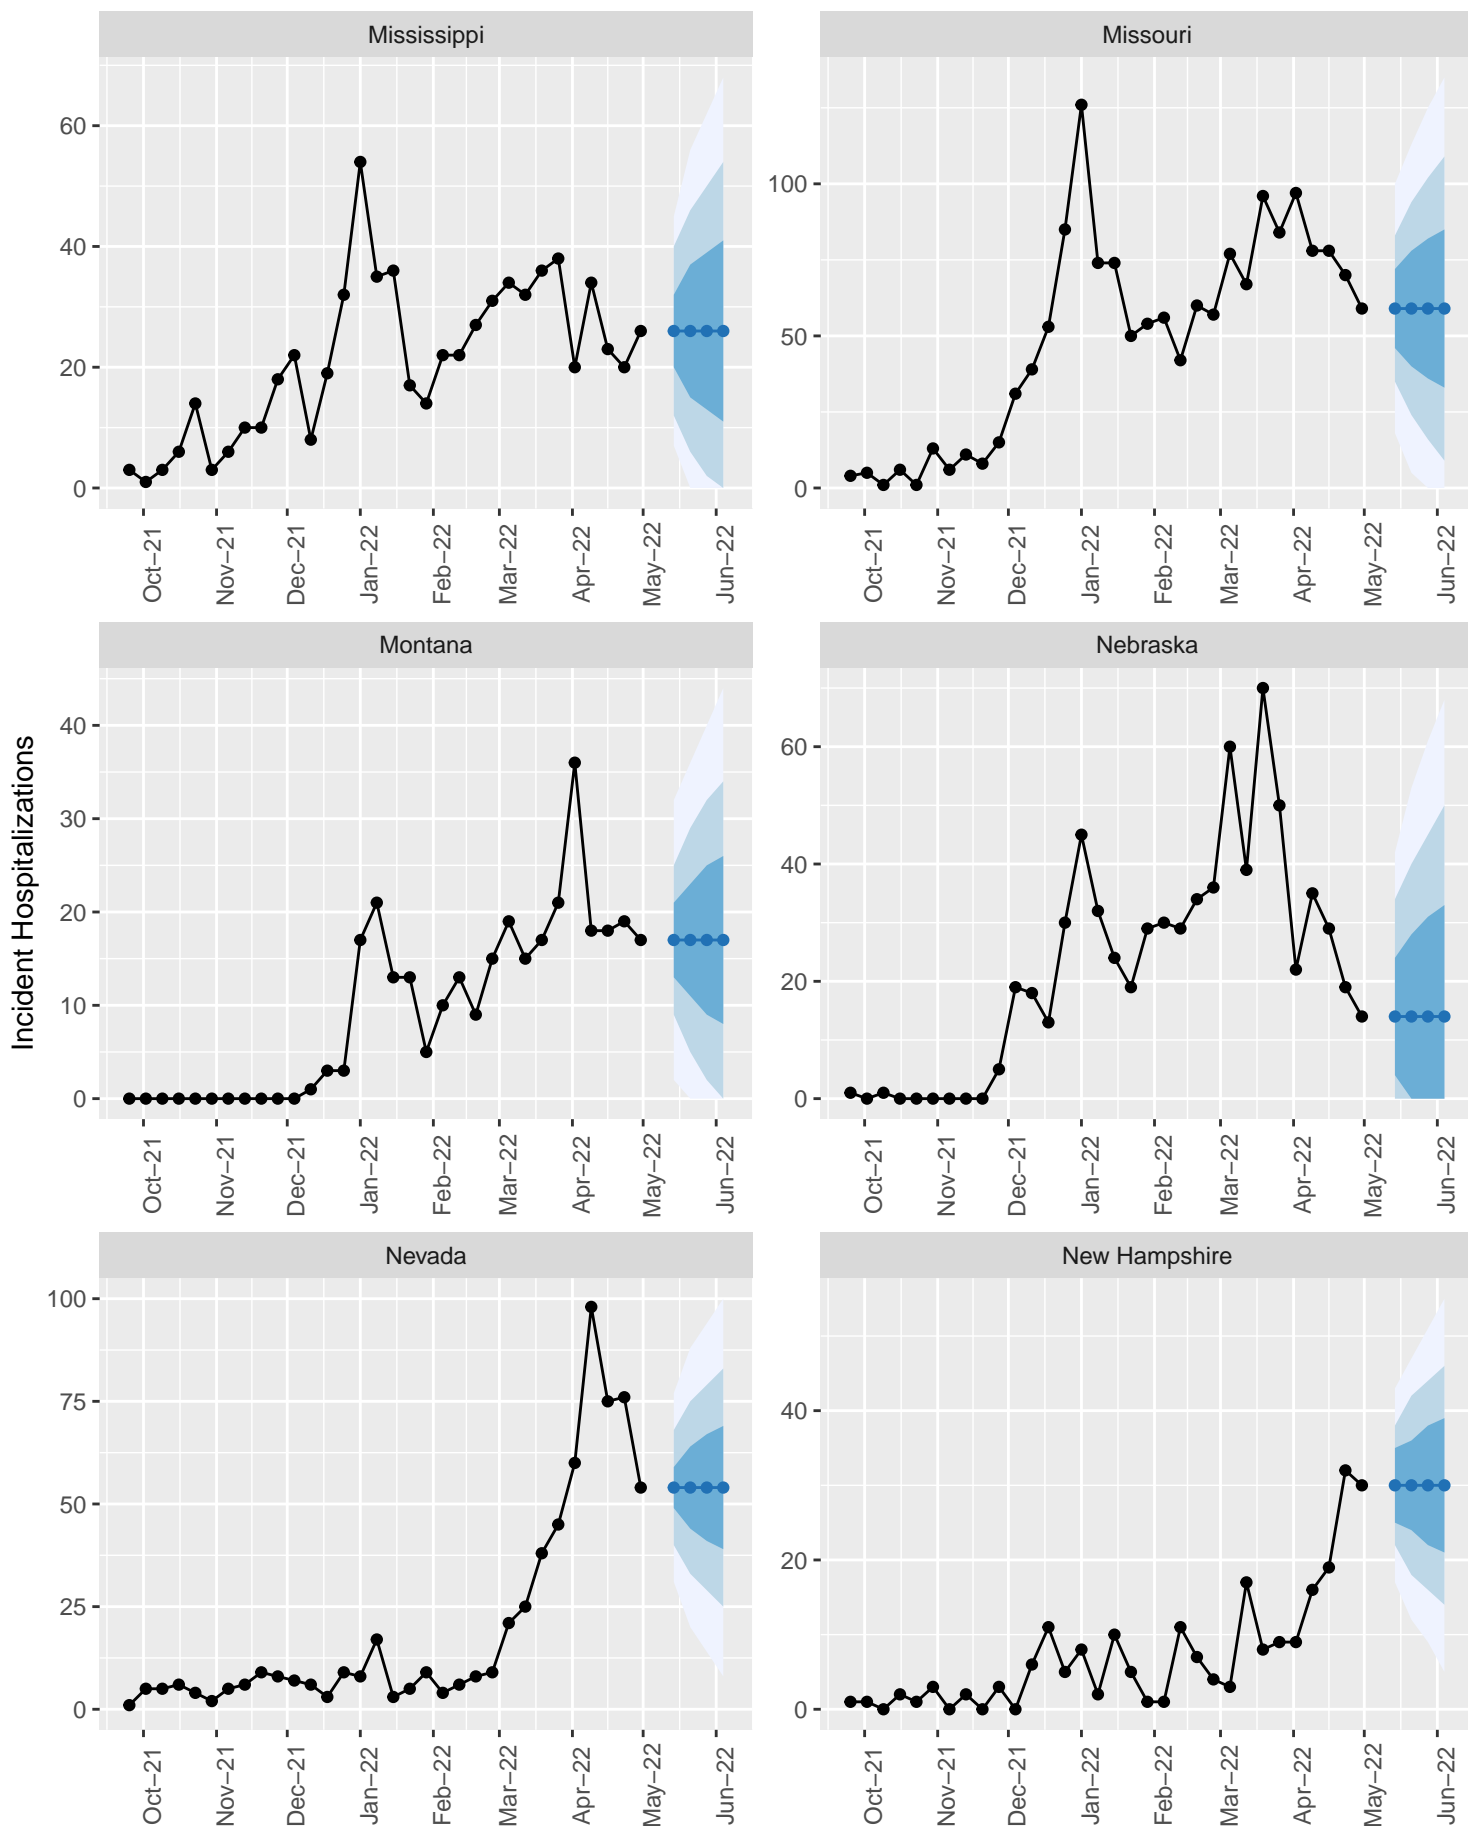 Mississippi
Missouri
60
40
20
0
100
50
0
Oct−21
Nov−21
Dec−21
Jan−22
Feb−22
Mar−22
Apr−22
May−22
Jun−22
Oct−21
Nov−21
Dec−21
Jan−22
Feb−22
Mar−22
Apr−22
May−22
Jun−22
Incident Hospitalizations
Montana
Nebraska
40
30
20
10
0
60
40
20
0
Oct−21
Nov−21
Dec−21
Jan−22
Feb−22
Mar−22
Apr−22
May−22
Jun−22
Oct−21
Nov−21
Dec−21
Jan−22
Feb−22
Mar−22
Apr−22
May−22
Jun−22
Nevada
New Hampshire
100
75
50
25
0
40
20
0
Oct−21
Nov−21
Dec−21
Jan−22
Feb−22
Mar−22
Apr−22
May−22
Jun−22
Oct−21
Nov−21
Dec−21
Jan−22
Feb−22
Mar−22
Apr−22
May−22
Jun−22